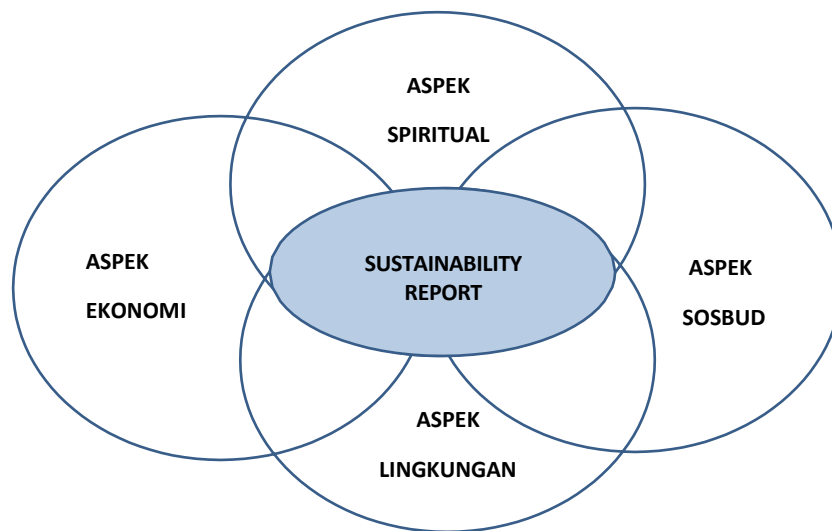 ASPEK
SPIRITUAL
ASPEK
EKONOMI
SUSTAINABILITY
REPORT
ASPEK
SOSBUD
ASPEK
LINGKUNGAN